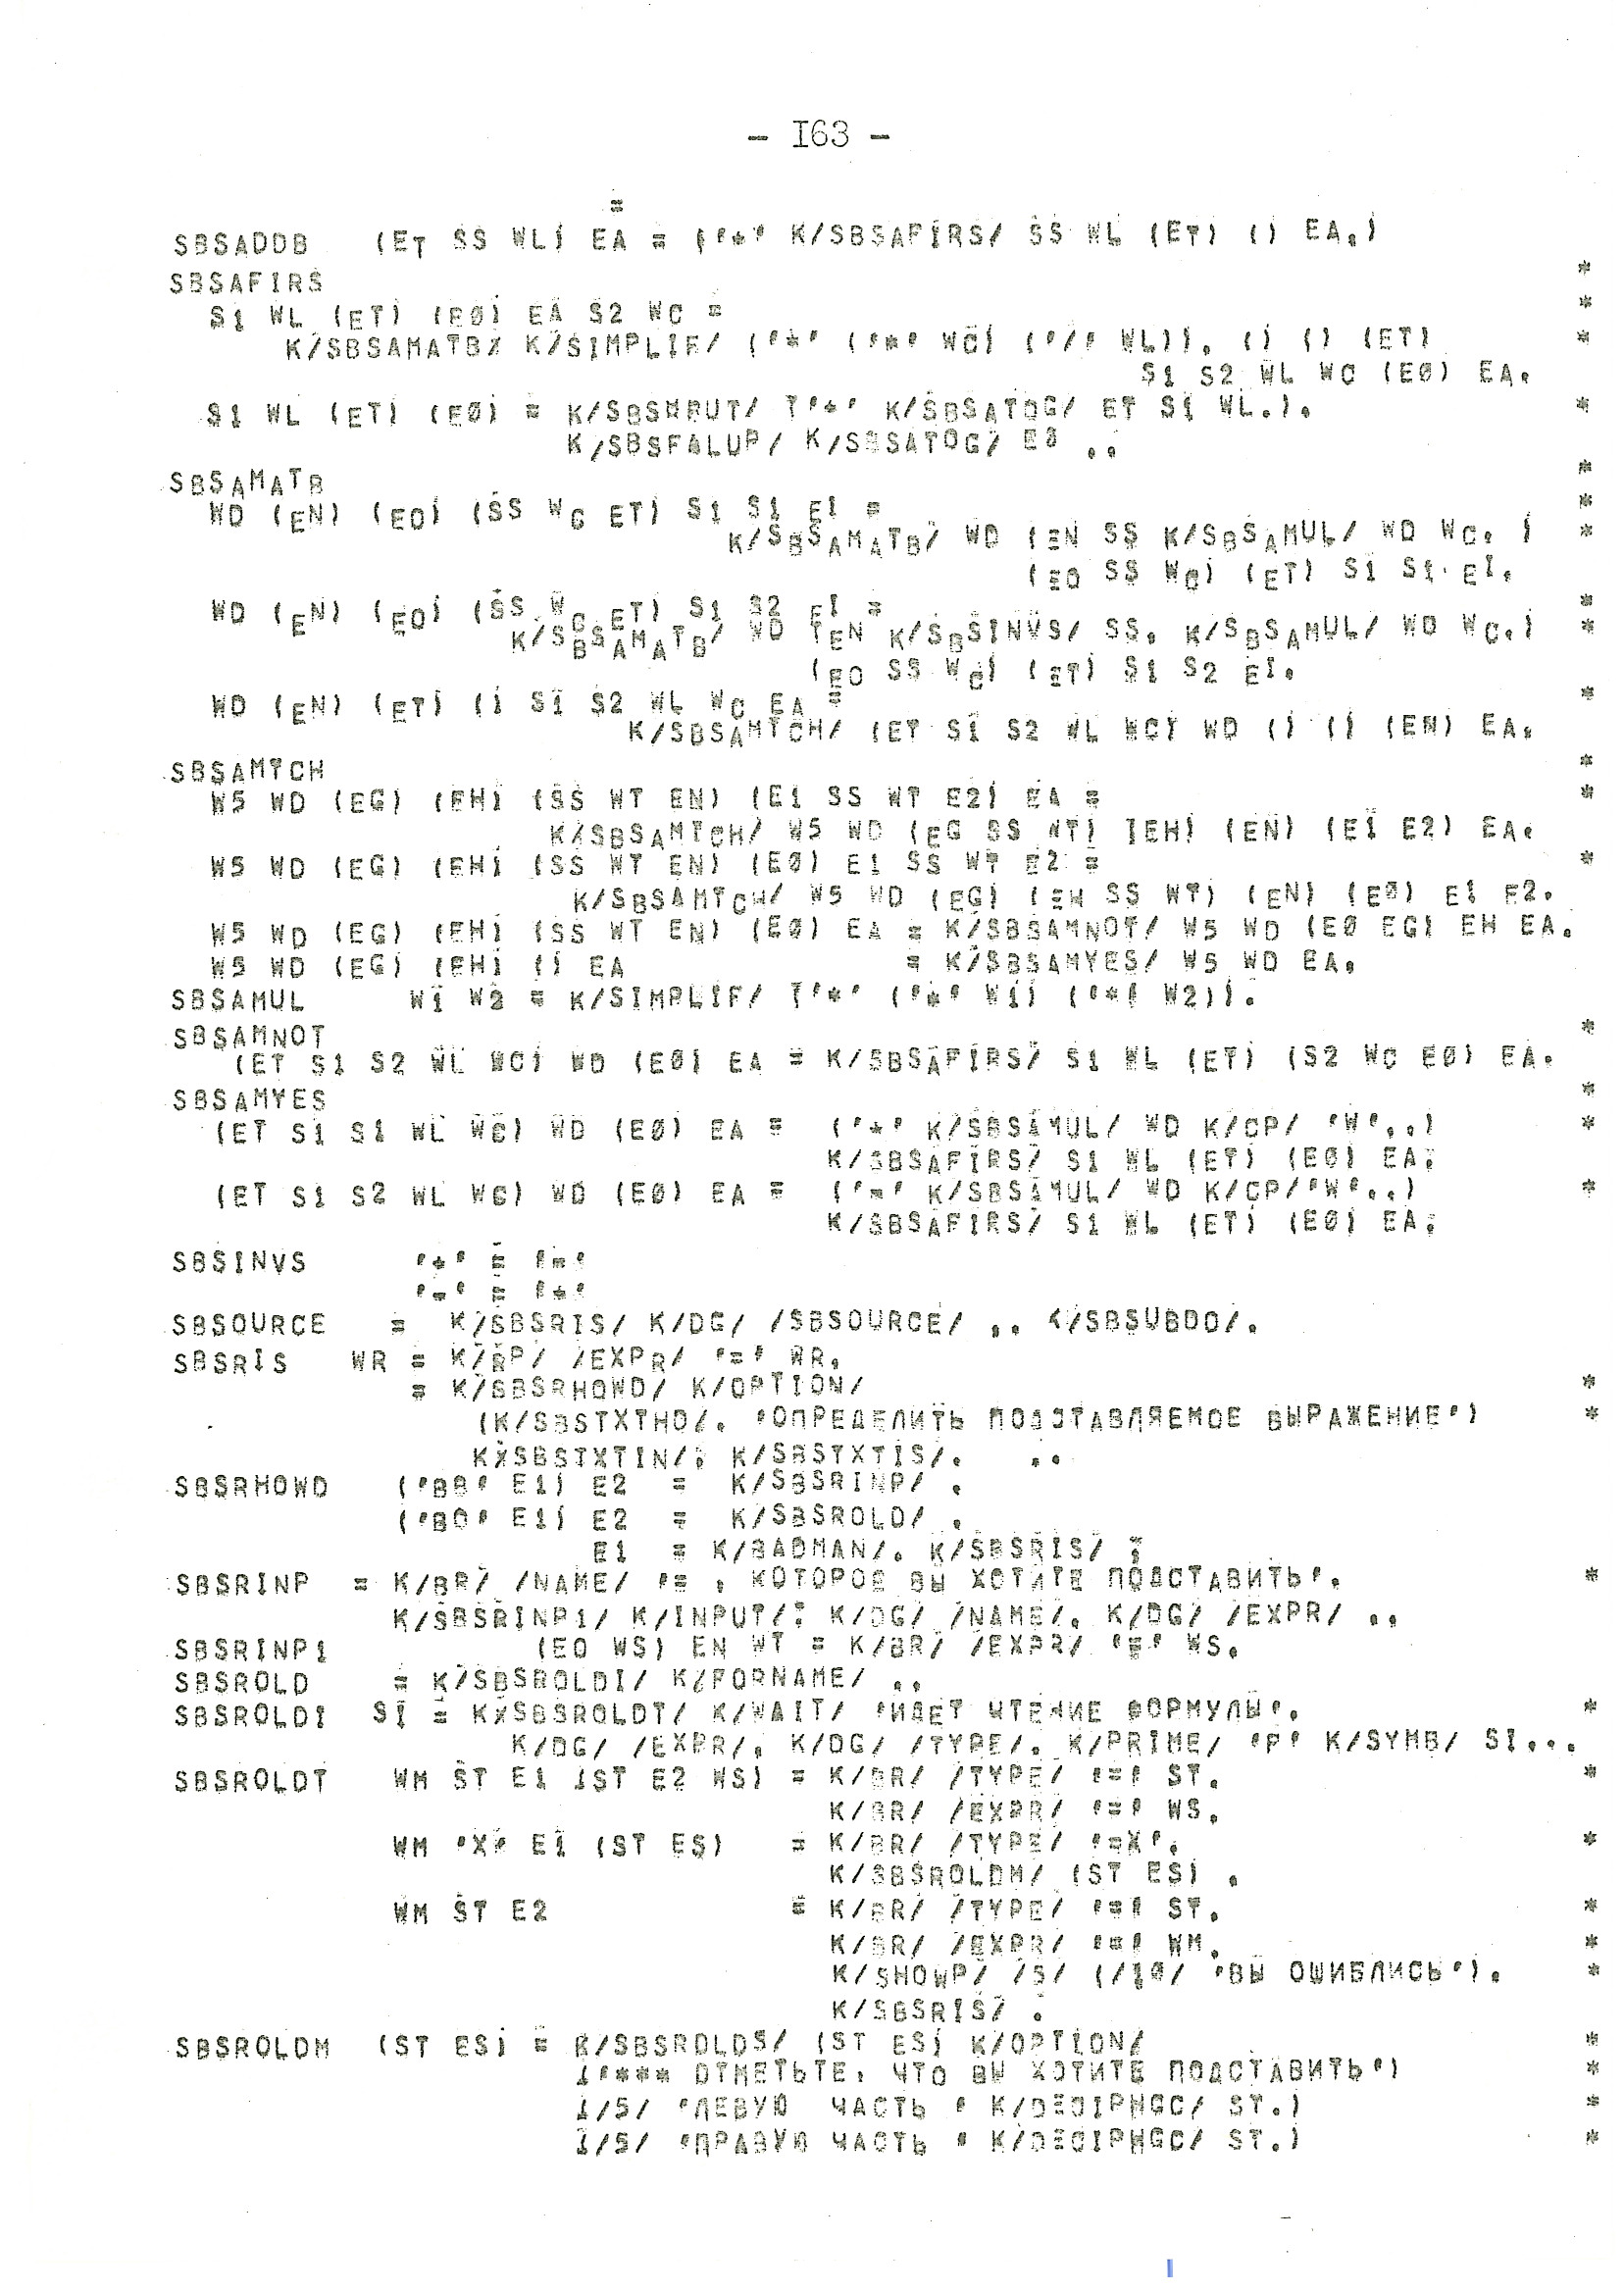 - I63 -
=
SBSADDB (ET SS WL) EA = ('*' K/SBSAFIRS/ SS WL (ET) () EA.)
SBSAFIRS *
S1 WL (ET) (EØ) EA S2 WC = *
K/SBSAMATB/ K/SIMPLIF/ ('*' ('*' WC) ('/' WL)). () () (ET) *
S1 S2 WL WC (EØ) EA.
S1 WL (ET) (EØ) = K/SBSMRUT/ ('+' K/SBSATOG/ ET S1 WL.). *
K/SBSFALUP/ K/SBSATOG/ EØ ..
SBSAMATB *
WD (EN) (EO) (SS WC ET) S1 S1 EI = *
K/SBSAMATB/ WD (EN SS K/SBSAMUL/ WD WC. ) *
(EO SS WC) (ET) S1 S1 EI.
WD (EN) (EO) (SS WC ET) S1 S2 EI = *
K/SBSAMATB/ WD (EN K/SBSINVS/ SS. K/SBSAMUL/ WD WC.) *
(EO SS WC) (ET) S1 S2 EI.
WD (EN) (ET) () S1 S2 WL WC EA = *
K/SBSAMTCH/ (ET S1 S2 WL WC) WD () () (EN) EA.
SBSAMTCH *
W5 WD (EG) (EH) (SS WT EN) (E1 SS WT E2) EA = *
K/SBSAMTCH/ W5 WD (EG SS WT) (EH) (EN) (E1 E2) EA.
W5 WD (EG) (EH) (SS WT EN) (EØ) E1 SS WT E2 = *
K/SBSAMTCH/ W5 WD (EG) (EH SS WT) (EN) (EØ) E1 E2.
W5 WD (EG) (EH) (SS WT EN) (EØ) EA = K/SBSAMNOT/ W5 WD (EØ EG) EH EA.
W5 WD (EG) (EH) () EA = K/SBSAMYES/ W5 WD EA.
SBSAMUL W1 W2 = K/SIMPLIF/ ('*' ('*' W1) ('*' W2)).
SBSAMNOT *
(ET S1 S2 WL WC) WD (EØ) EA = K/SBSAFIRS/ S1 WL (ET) (S2 WC EØ) EA.
SBSAMYES *
(ET S1 S1 WL WC) WD (EØ) EA = ('+' K/SBSAMUL/ WD K/CP/ 'W'..) *
K/SBSAFIRS/ S1 WL (ET) (EØ) EA.
(ET S1 S2 WL WC) WD (EØ) EA = ('-' K/SBSAMUL/ WD K/CP/'W'..) *
K/SBSAFIRS/ S1 WL (ET) (EØ) EA.
SBSINVS '+' = '-'
'-' = '+'
SBSOURCE = K/SBSRIS/ K/DG/ /SBSOURCE/ .. K/SBSUBDO/.
SBSRIS WR = K/BR/ /EXPR/ '=' WR.
= K/SBSRHOWD/ K/OPTION/ *
(K/SBSTXTHO/. 'ОПРЕДЕЛИТЬ ПОДСТАВЛЯЕМОЕ ВЫРАЖЕНИЕ') *
K/SBSTXTIN/. K/SBSTXTIS/. ..
SBSRHOWD ('BB' E1) E2 = K/SBSRINP/ .
('BO' E1) E2 = K/SBSROLD/ .
E1 = K/BADMAN/. K/SBSRIS/ .
SBSRINP = K/BR/ /NAME/ '= , КОТОРОЕ ВЫ ХОТИТЕ ПОДСТАВИТЬ'. *
K/SBSRINP1/ K/INPUT/. K/DG/ /NAME/. K/DG/ /EXPR/ ..
SBSRINP1 (EO WS) EN WT = K/BR/ /EXPR/ '=' WS.
SBSROLD = K/SBSROLDI/ K/FORNAME/ ..
SBSROLDI SI = K/SBSROLDT/ K/WAIT/ 'ИДЕТ ЧТЕНИЕ ФОРМУЛЫ'. *
K/DG/ /EXPR/. K/DG/ /TYPE/. K/PRIME/ 'P' K/SYMB/ SI...
SBSROLDT WM ST E1 (ST E2 WS) = K/BR/ /TYPE/ '=' ST. *
K/BR/ /EXPR/ '=' WS.
WM 'X' E1 (ST ES) = K/BR/ /TYPE/ '=X'. *
K/SBSROLDM/ (ST ES) .
WM ST E2 = K/BR/ /TYPE/ '=' ST. *
K/BR/ /EXPR/ '=' WM. *
K/SHOWP/ /5/ (/10/ 'ВЫ ОШИБЛИСЬ'). *
K/SBSRIS/ .
SBSROLDM (ST ES) = K/SBSROLDS/ (ST ES) K/OPTION/ *
('*** ОТМЕТЬТЕ, ЧТО ВЫ ХОТИТЕ ПОДСТАВИТЬ') *
(/5/ 'ЛЕВУЮ ЧАСТЬ ' K/DECIPHGC/ ST.) *
(/5/ 'ПРАВУЮ ЧАСТЬ ' K/DECIPHGC/ ST.) *